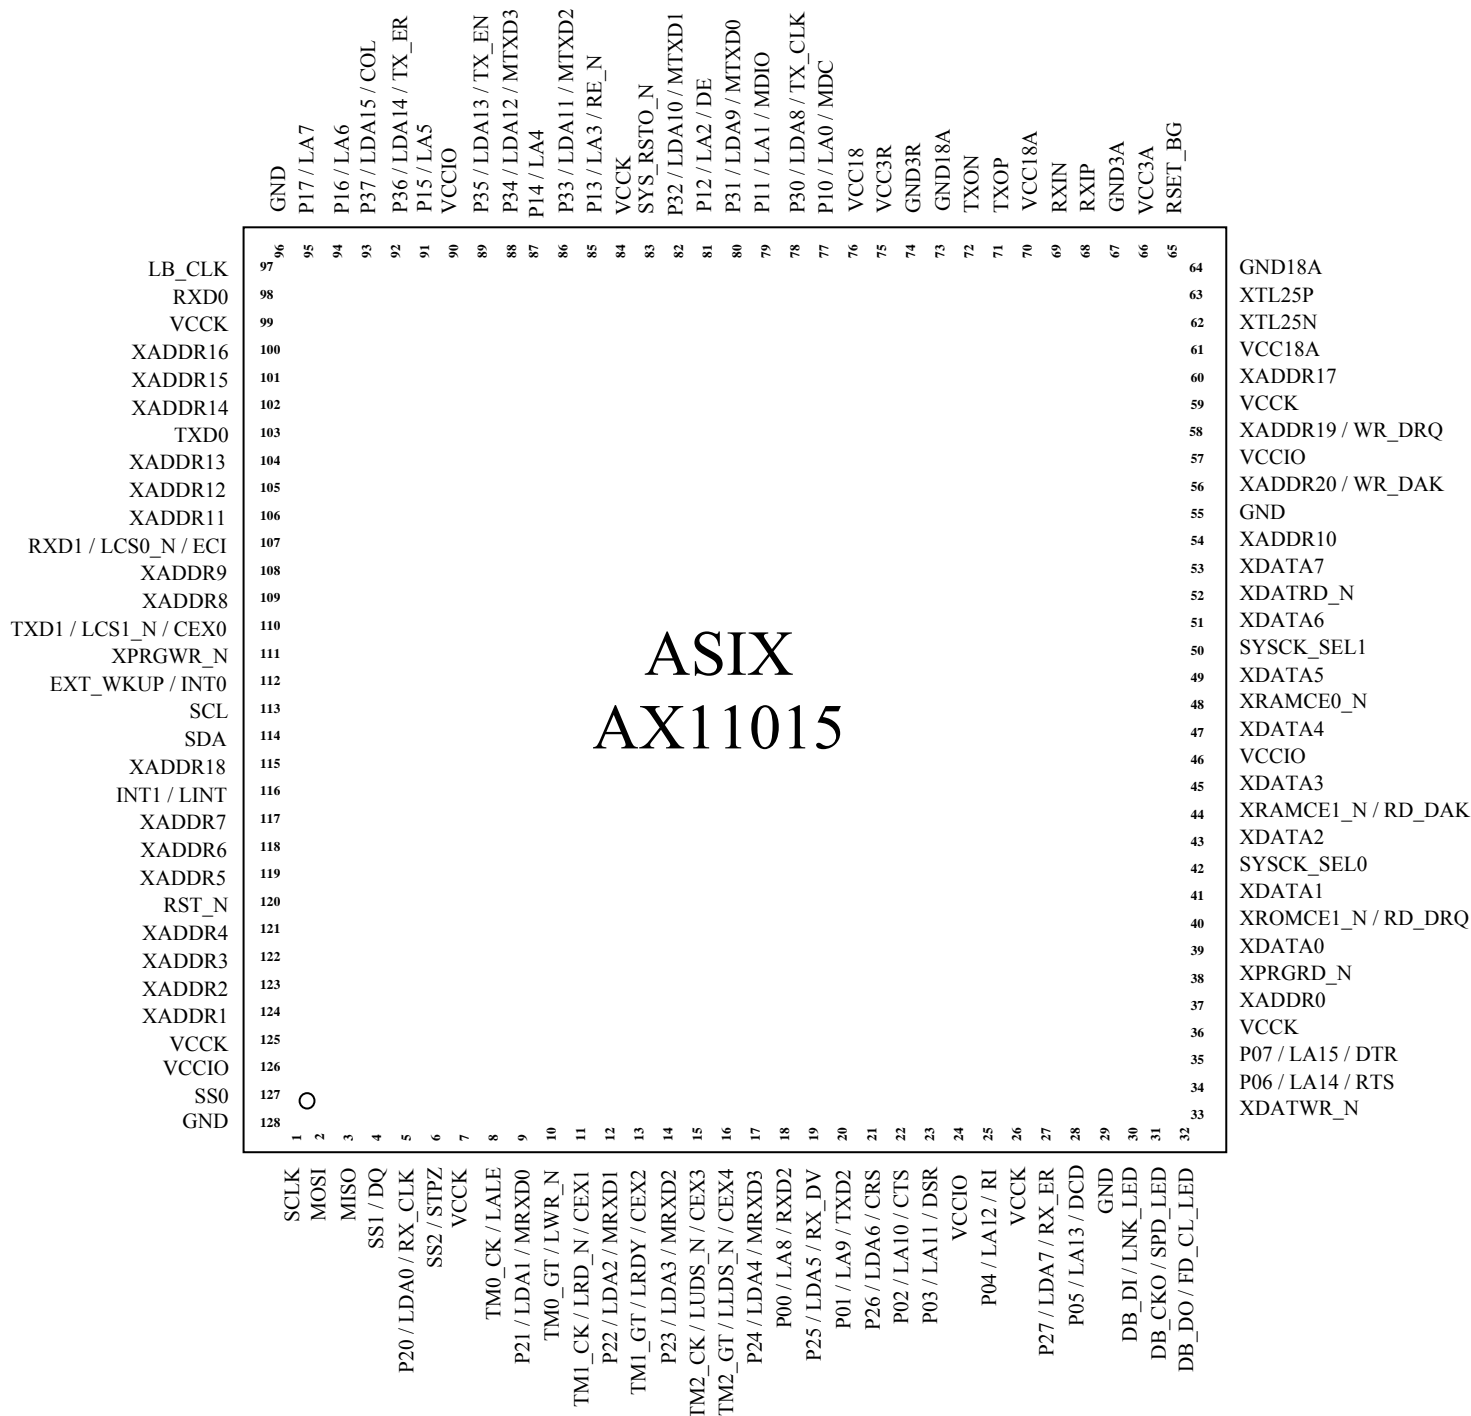 GND
P17 / LA7
P16 / LA6
P37 / LDA15 / COL
P36 / LDA14 / TX_ER
P15 / LA5
VCCIO
P35 / LDA13 / TX_EN
P34 / LDA12 / MTXD3
P14 / LA4
P33 / LDA11 / MTXD2
P13 / LA3 / RE_N
VCCK
SYS_RSTO_N
P32 / LDA10 / MTXD1
P12 / LA2 / DE
P31 / LDA9 / MTXD0
P11 / LA1 / MDIO
P30 / LDA8 / TX_CLK
P10 / LA0 / MDC
VCC18
VCC3R
GND3R
GND18A
TXON
TXOP
VCC18A
RXIN
RXIP
GND3A
VCC3A
RSET_BG
96
95
94
93
92
91
90
89
88
87
86
85
84
83
82
81
80
79
78
77
76
75
74
73
72
71
70
69
68
67
66
65
LB_CLK 97
RXD0 98
VCCK 99
XADDR16 100
XADDR15 101
XADDR14 102
TXD0 103
XADDR13 104
XADDR12 105
XADDR11 106
RXD1 / LCS0_N / ECI 107
XADDR9 108
XADDR8 109
TXD1 / LCS1_N / CEX0 110
XPRGWR_N 111
EXT_WKUP / INT0 112
SCL 113
SDA 114
XADDR18 115
INT1 / LINT 116
XADDR7 117
XADDR6 118
XADDR5 119
RST_N 120
XADDR4 121
XADDR3 122
XADDR2 123
XADDR1 124
VCCK 125
VCCIO 126
SS0 127
GND 128
ASIX
AX11015
64 GND18A
63 XTL25P
62 XTL25N
61 VCC18A
60 XADDR17
59 VCCK
58 XADDR19 / WR_DRQ
57 VCCIO
56 XADDR20 / WR_DAK
55 GND
54 XADDR10
53 XDATA7
52 XDATRD_N
51 XDATA6
50 SYSCK_SEL1
49 XDATA5
48 XRAMCE0_N
47 XDATA4
46 VCCIO
45 XDATA3
44 XRAMCE1_N / RD_DAK
43 XDATA2
42 SYSCK_SEL0
41 XDATA1
40 XROMCE1_N / RD_DRQ
39 XDATA0
38 XPRGRD_N
37 XADDR0
36 VCCK
35 P07 / LA15 / DTR
34 P06 / LA14 / RTS
33 XDATWR_N
1
2
3
4
5
6
7
8
9
10
11
12
13
14
15
16
17
18
19
20
21
22
23
24
25
26
27
28
29
30
31
32
SCLK
MOSI
MISO
SS1 / DQ
P20 / LDA0 / RX_CLK
SS2 / STPZ
VCCK
TM0_CK / LALE
P21 / LDA1 / MRXD0
TM0_GT / LWR_N
TM1_CK / LRD_N / CEX1
P22 / LDA2 / MRXD1
TM1_GT / LRDY / CEX2
P23 / LDA3 / MRXD2
TM2_CK / LUDS_N / CEX3
TM2_GT / LLDS_N / CEX4
P24 / LDA4 / MRXD3
P00 / LA8 / RXD2
P25 / LDA5 / RX_DV
P01 / LA9 / TXD2
P26 / LDA6 / CRS
P02 / LA10 / CTS
P03 / LA11 / DSR
VCCIO
P04 / LA12 / RI
VCCK
P27 / LDA7 / RX_ER
P05 / LA13 / DCD
GND
DB_DI / LNK_LED
DB_CKO / SPD_LED
DB_DO / FD_CL_LED